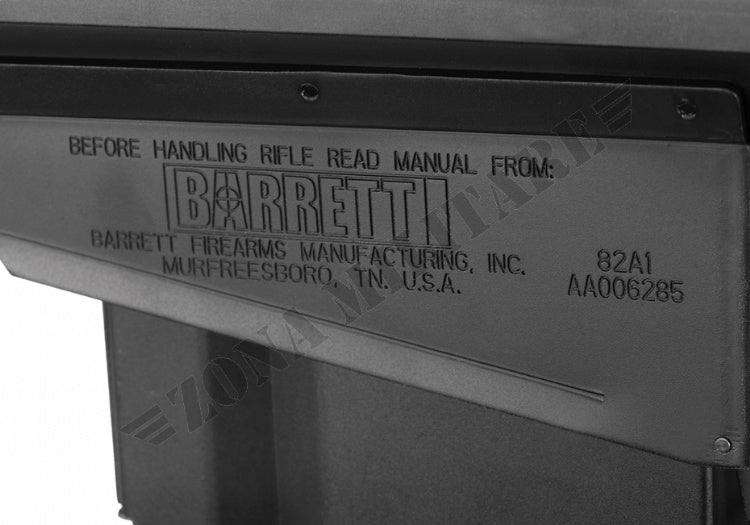 BEFORE HANDLING RIFLE READ MANUAL FROM:
BARRETT
BARRETT FIREARMS MANUFACTURING, INC.
MURFREESBORO, TN. U.S.A.
82A1
AA006285
ZONA MILITARE